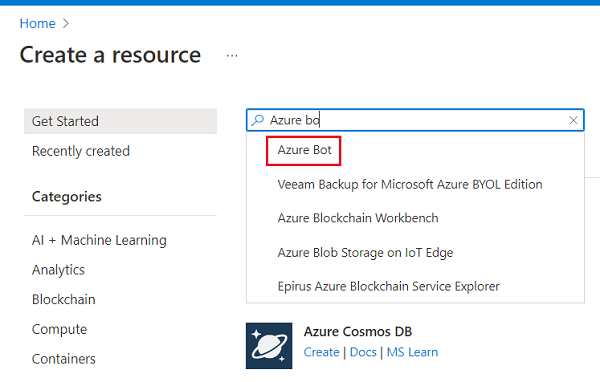 Home >
Create a resource ...
Get Started
Recently created
Categories
AI + Machine Learning
Analytics
Blockchain
Compute
Containers
Azure bo
Azure Bot
Veeam Backup for Microsoft Azure BYOL Edition
Azure Blockchain Workbench
Azure Blob Storage on IoT Edge
Epirus Azure Blockchain Service Explorer
Azure Cosmos DB
Create | Docs | MS Learn